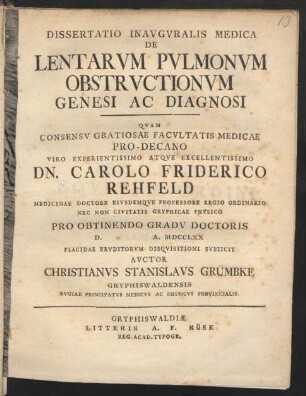 13
DISSERTATIO INAVGVRALIS MEDICA
DE
LENTARVM PVLMONVM
OBSTRVCTIONVM
GENESI AC DIAGNOSI
QVAM
CONSENSV GRATIOSAE FACVLTATIS MEDICAE
PRO-DECANO
VIRO EXPERIENTISSIMO ATQVE EXCELLENTISSIMO
DN. CAROLO FRIDERICO
REHFELD
MEDICINAE DOCTORE EIVSDEMQVE PROFESSORE REGIO ORDINARIO
NEC NON CIVITATIS GRYPHICAE PHYSICO
PRO OBTINENDO GRADV DOCTORIS
D. A. MDCCLXX
PLACIDAE ERVDITORVM DISQVISITIONI SVBIICIT
AVCTOR
CHRISTIANVS STANISLAVS GRÜMBKE
GRYPHISWALDENSIS
RVGIAE PRINCIPATVS MEDICVS AC PHYSICVS PROVINCIALIS.
GRYPHISWALDIÆ
LITTERIS A. F. RÖSE
REG. ACAD. TYPOGR.